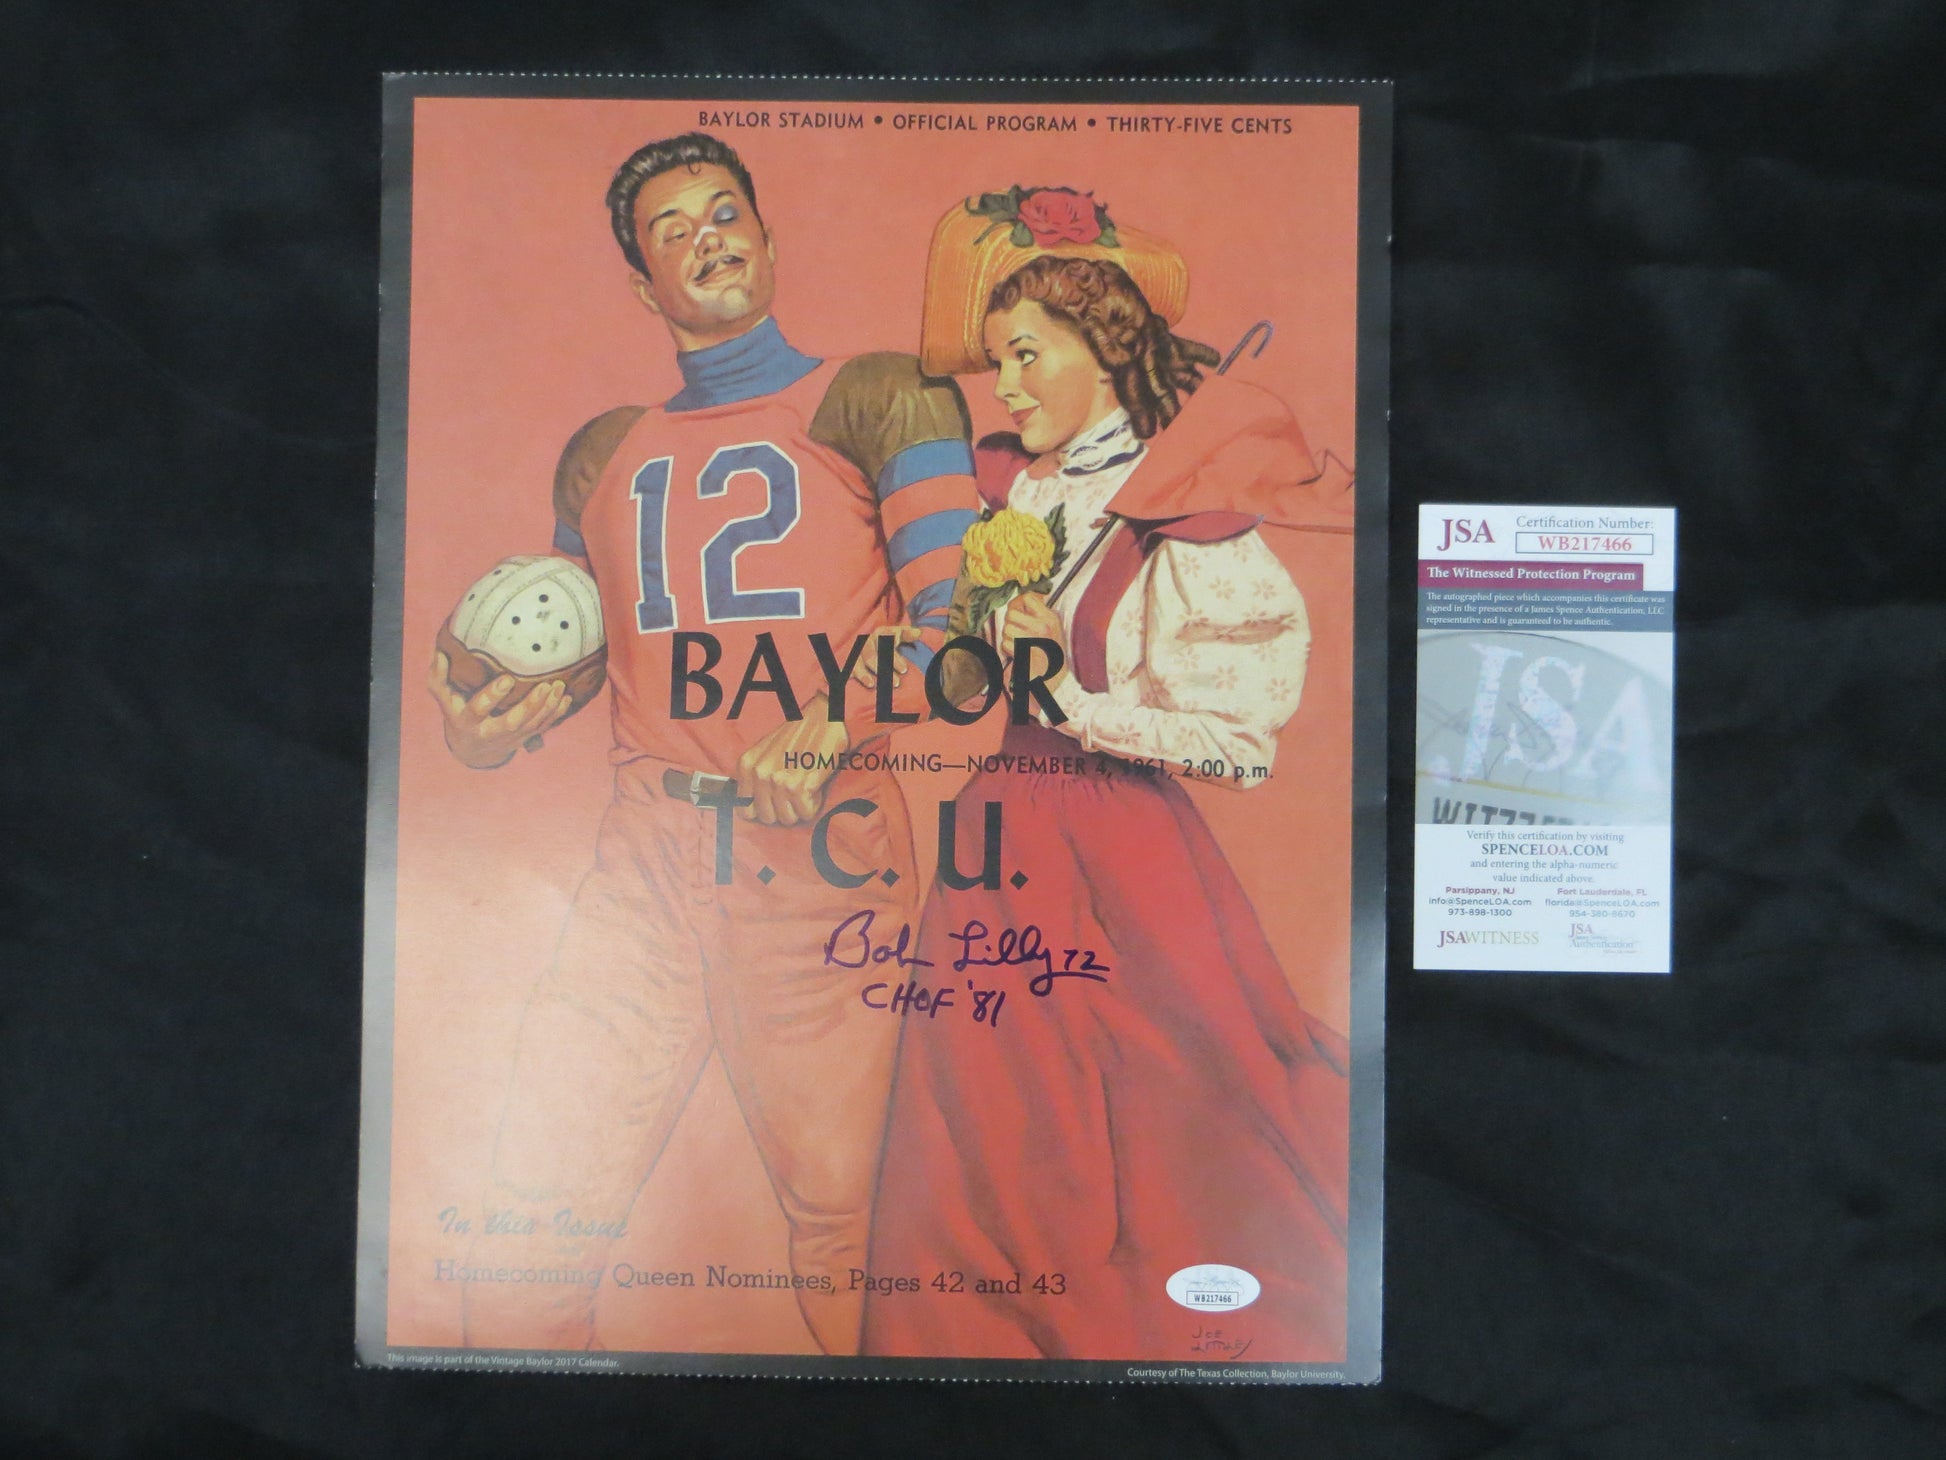 BAYLOR STADIUM • OFFICIAL PROGRAM • THIRTY-FIVE CENTS
12
BAYLOR
HOMECOMING—NOVEMBER 4, 1961, 2:00 p.m.
T. C. U.
Bob Lilly 72
CHOF '81
In this Issue
Homecoming Queen Nominees, Pages 42 and 43
WB217466
JOE
LITTLE
This image is part of the Vintage Baylor 2017 Calendar.
Courtesy of The Texas Collection, Baylor University.
JSA
Certification Number:
WB217466
The Witnessed Protection Program
The autographed piece which accompanies this certificate was
signed in the presence of a James Spence Authentication, LLC
representative and is guaranteed to be authentic.
JSA
Verify this certification by visiting
SPENCELOA.COM
and entering the alpha-numeric
value indicated above.
Parsippany, NJ
info@SpenceLOA.com
973-898-1300
Fort Lauderdale, FL
florida@SpenceLOA.com
954-380-8670
JSAWITNESS
JSA
Authentication